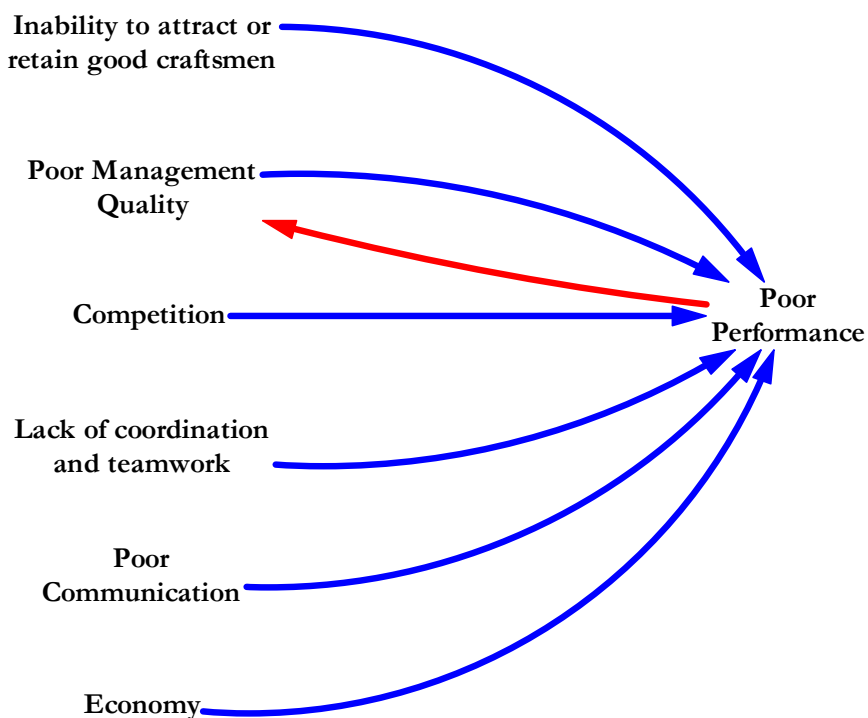 Inability to attract or
retain good craftsmen
Poor Management
Quality
Competition
Poor
Performance
Lack of coordination
and teamwork
Poor
Communication
Economy